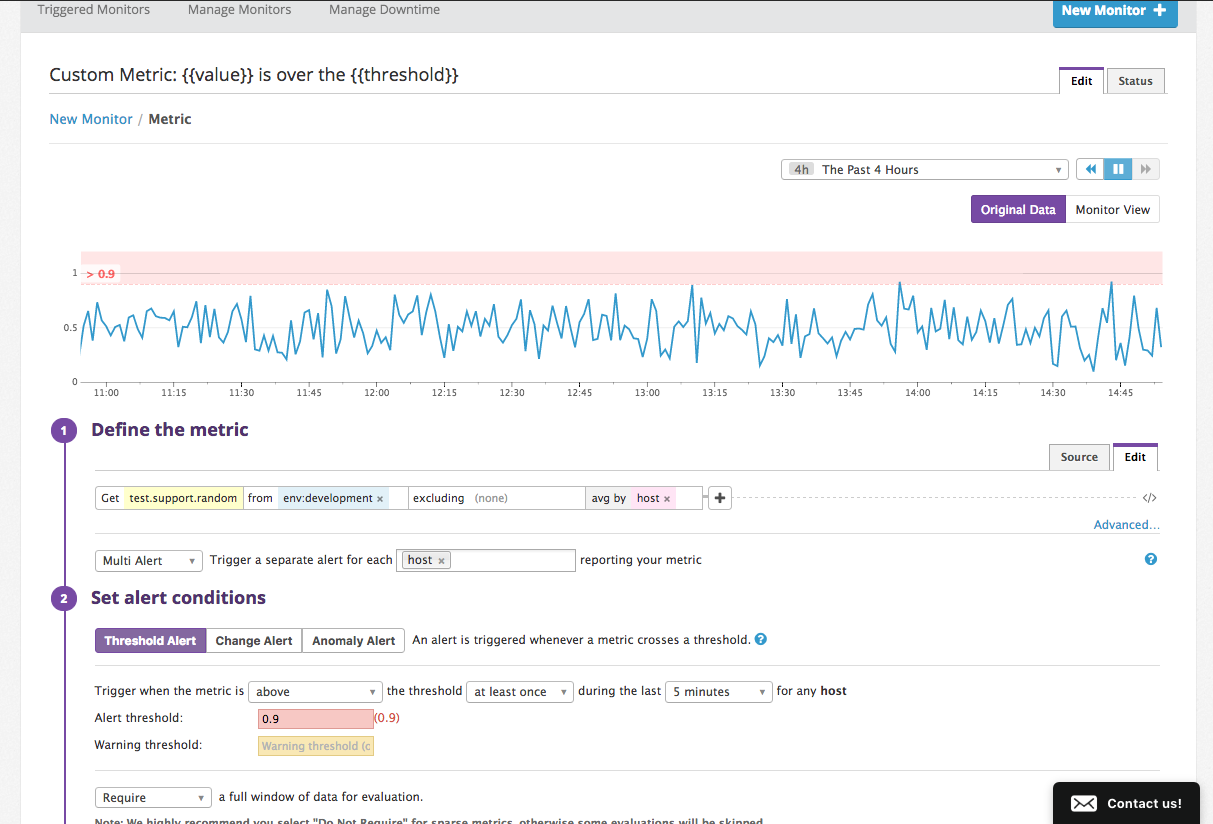 Triggered Monitors Manage Monitors Manage Downtime New Monitor +
Custom Metric: {{value}} is over the {{threshold}}
Edit Status
New Monitor / Metric
4h The Past 4 Hours
Original Data Monitor View
1 > 0.9
0.5
0
11:00 11:15 11:30 11:45 12:00 12:15 12:30 12:45 13:00 13:15 13:30 13:45 14:00 14:15 14:30 14:45
1 Define the metric
Source Edit
Get test.support.random from env:development × excluding (none) avg by host × + </>
Advanced...
Multi Alert Trigger a separate alert for each host × reporting your metric ?
2 Set alert conditions
Threshold Alert Change Alert Anomaly Alert An alert is triggered whenever a metric crosses a threshold. ?
Trigger when the metric is above the threshold at least once during the last 5 minutes for any host
Alert threshold: 0.9 (0.9)
Warning threshold: Warning threshold (c
Require a full window of data for evaluation.
Note: We highly recommend you select "Do Not Require" for sparse metrics, otherwise some evaluations will be skipped.
Contact us!